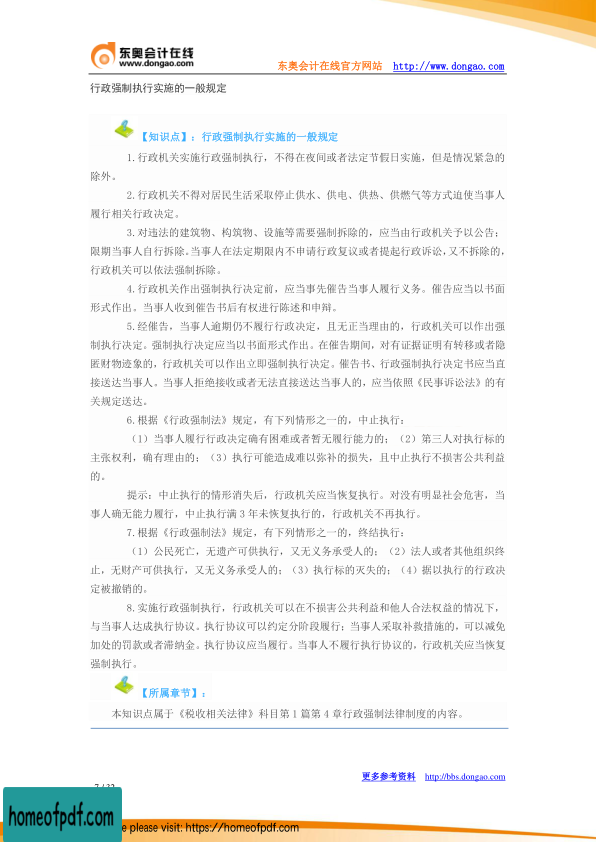 东奥会计在线
www.dongao.com
东奥会计在线官方网站 http://www.dongao.com
行政强制执行实施的一般规定
【知识点】：行政强制执行实施的一般规定
1.行政机关实施行政强制执行，不得在夜间或者法定节假日实施，但是情况紧急的
除外。
2.行政机关不得对居民生活采取停止供水、供电、供热、供燃气等方式迫使当事人
履行相关行政决定。
3.对违法的建筑物、构筑物、设施等需要强制拆除的，应当由行政机关予以公告；
限期当事人自行拆除。当事人在法定期限内不申请行政复议或者提起行政诉讼，又不拆除的，
行政机关可以依法强制拆除。
4.行政机关作出强制执行决定前，应当事先催告当事人履行义务。催告应当以书面
形式作出。当事人收到催告书后有权进行陈述和申辩。
5.经催告，当事人逾期仍不履行行政决定，且无正当理由的，行政机关可以作出强
制执行决定。强制执行决定应当以书面形式作出。在催告期间，对有证据证明有转移或者隐
匿财物迹象的，行政机关可以作出立即强制执行决定。催告书、行政强制执行决定书应当直
接送达当事人。当事人拒绝接收或者无法直接送达当事人的，应当依照《民事诉讼法》的有
关规定送达。
6.根据《行政强制法》规定，有下列情形之一的，中止执行：
（1）当事人履行行政决定确有困难或者暂无履行能力的；（2）第三人对执行标的
主张权利，确有理由的；（3）执行可能造成难以弥补的损失，且中止执行不损害公共利益
的。
提示：中止执行的情形消失后，行政机关应当恢复执行。对没有明显社会危害，当
事人确无能力履行，中止执行满 3 年未恢复执行的，行政机关不再执行。
7.根据《行政强制法》规定，有下列情形之一的，终结执行：
（1）公民死亡，无遗产可供执行，又无义务承受人的；（2）法人或者其他组织终
止，无财产可供执行，又无义务承受人的；（3）执行标的灭失的；（4）据以执行的行政决
定被撤销的。
8.实施行政强制执行，行政机关可以在不损害公共利益和他人合法权益的情况下，
与当事人达成执行协议。执行协议可以约定分阶段履行；当事人采取补救措施的，可以减免
加处的罚款或者滞纳金。执行协议应当履行。当事人不履行执行协议的，行政机关应当恢复
强制执行。
【所属章节】：
本知识点属于《税收相关法律》科目第 1 篇第 4 章行政强制法律制度的内容。
更多参考资料 http://bbs.dongao.com
homeofpdf.com
e please visit: https://homeofpdf.com